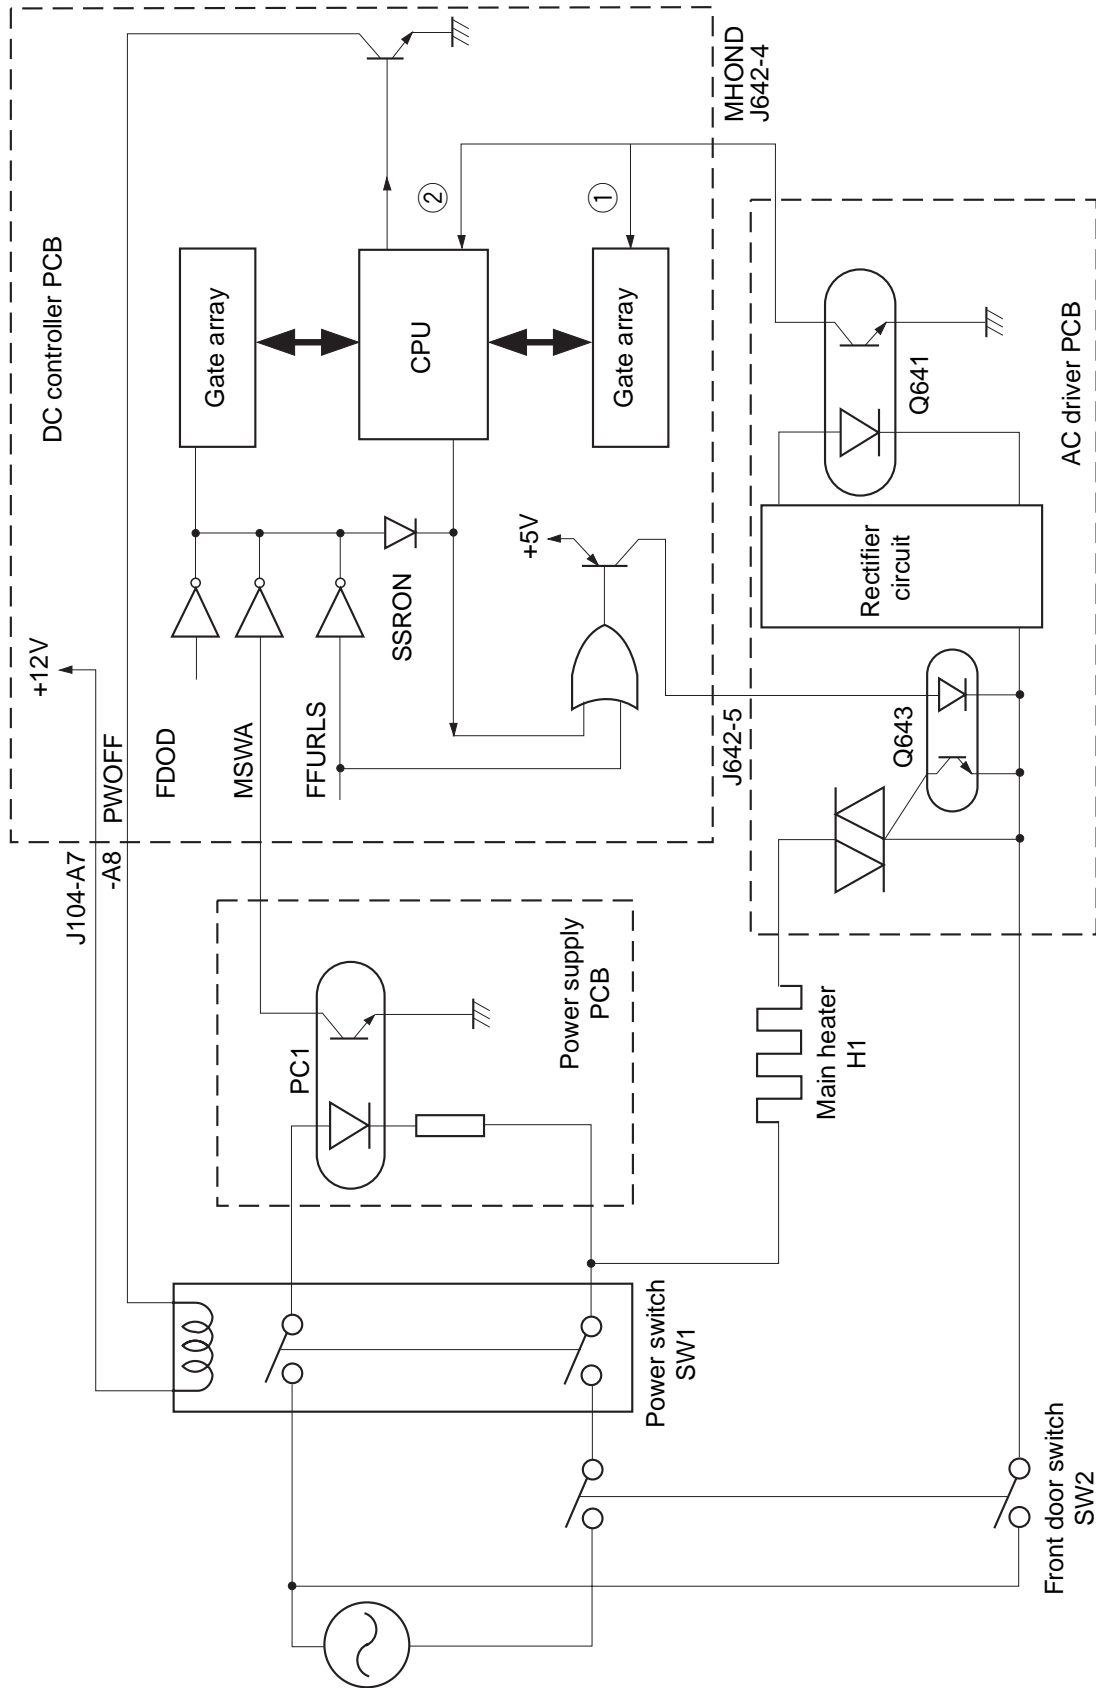 DC controller PCB
MHOND
J642-4
+12V
J104-A7
-A8
PWOFF
FDOD
MSWA
FFURLS
SSRON
+5V
Gate array
CPU
Gate array
②
①
J642-5
AC driver PCB
Q641
Rectifier
circuit
Q643
Power supply
PCB
PC1
Main heater
H1
Power switch
SW1
Front door switch
SW2